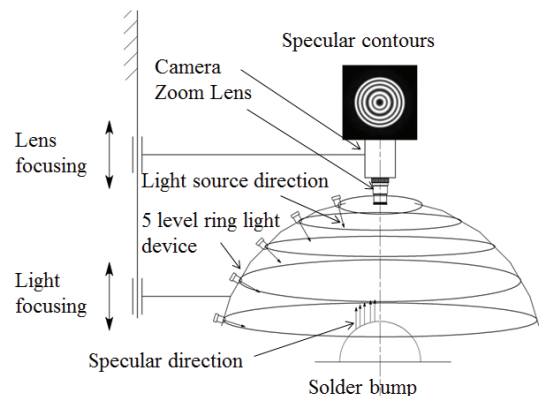 Specular contours
Camera
Zoom Lens
Lens
focusing
Light source direction
5 level ring light
device
Light
focusing
Specular direction
Solder bump